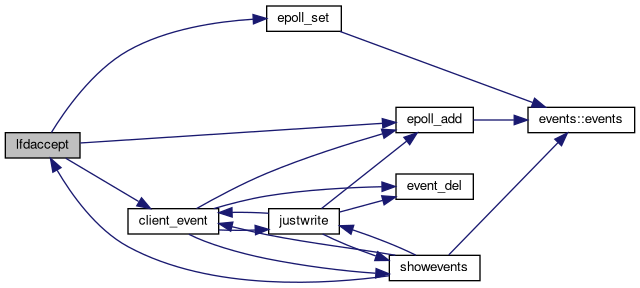 epoll_set
epoll_add
events::events
lfdaccept
event_del
client_event
justwrite
showevents